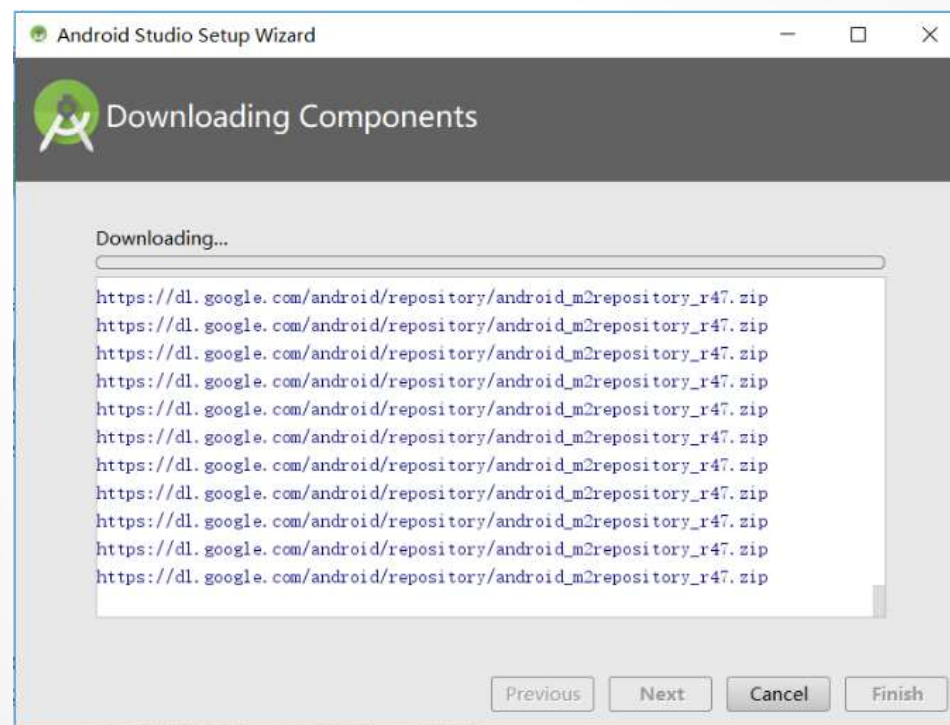 Android Studio Setup Wizard
Downloading Components
Downloading...
https://dl.google.com/android/repository/android_m2repository_r47.zip
https://dl.google.com/android/repository/android_m2repository_r47.zip
https://dl.google.com/android/repository/android_m2repository_r47.zip
https://dl.google.com/android/repository/android_m2repository_r47.zip
https://dl.google.com/android/repository/android_m2repository_r47.zip
https://dl.google.com/android/repository/android_m2repository_r47.zip
https://dl.google.com/android/repository/android_m2repository_r47.zip
https://dl.google.com/android/repository/android_m2repository_r47.zip
https://dl.google.com/android/repository/android_m2repository_r47.zip
https://dl.google.com/android/repository/android_m2repository_r47.zip
https://dl.google.com/android/repository/android_m2repository_r47.zip
Previous Next Cancel Finish